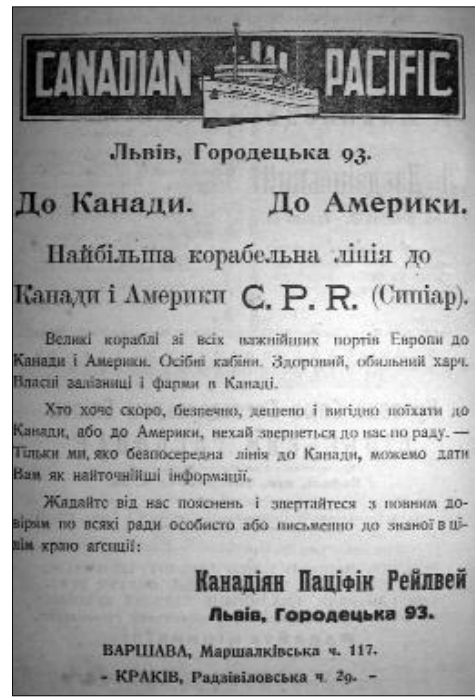 CANADIAN PACIFIC
Львів, Городецька 93.
До Канади. До Америки.
Найбільша корабельна лінія до
Канади і Америки C. P. R. (Сипіар).
Великі кораблі зі всіх важнійших портів Европи до
Канади і Америки. Осібні кабіни. Здоровий, обильний харч.
Власні залізниці і фарми в Канаді.
Хто хоче скоро, безпечно, дешево і вигідно поїхати до
Канади, або до Америки, нехай звернеться до нас по раду. —
Тільки ми, яко безпосередна лінія до Канади, можемо дати
Вам як найточнійші інформації.
Жадайте від нас пояснень і звертайтеся з повним до-
вірям по всякі ради особисто або письменно до знаної в ці-
лім краю агенції:
Канадіян Паціфік Рейлвей
Львів, Городецька 93.
ВАРШАВА, Маршалківська ч. 117.
- КРАКІВ, Радзівіловська ч. 29. -